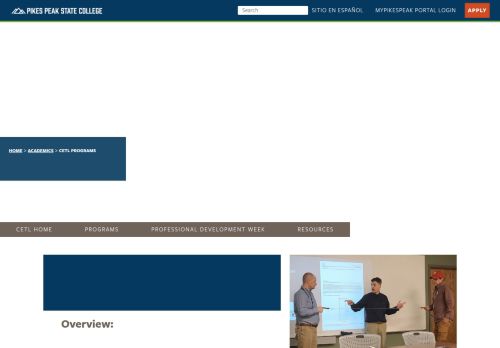 PIKES PEAK STATE COLLEGE
Search
SITIO EN ESPAÑOL
MYPIKESPEAK PORTAL LOGIN
APPLY
HOME > ACADEMICS > CETL PROGRAMS
CETL HOME
PROGRAMS
PROFESSIONAL DEVELOPMENT WEEK
RESOURCES
Overview: